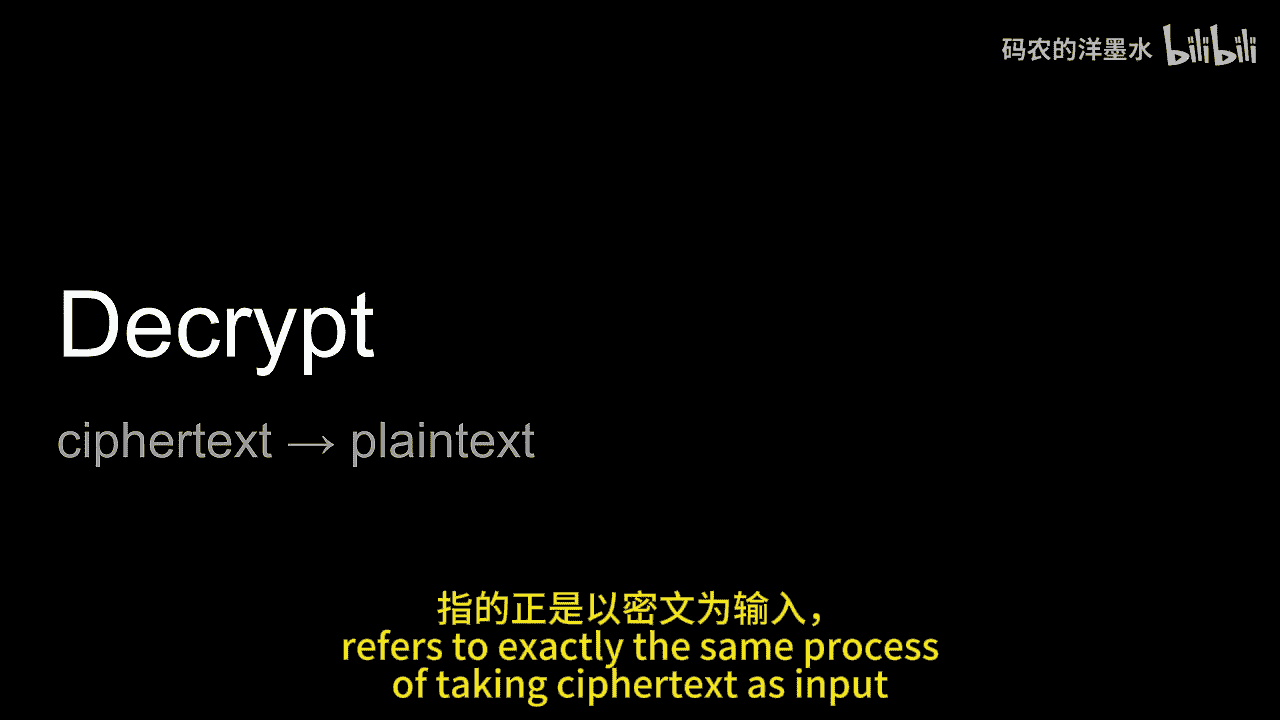 码农的洋墨水 bilibili
Decrypt
ciphertext → plaintext
指的正是以密文为输入，
refers to exactly the same process
of taking ciphertext as input